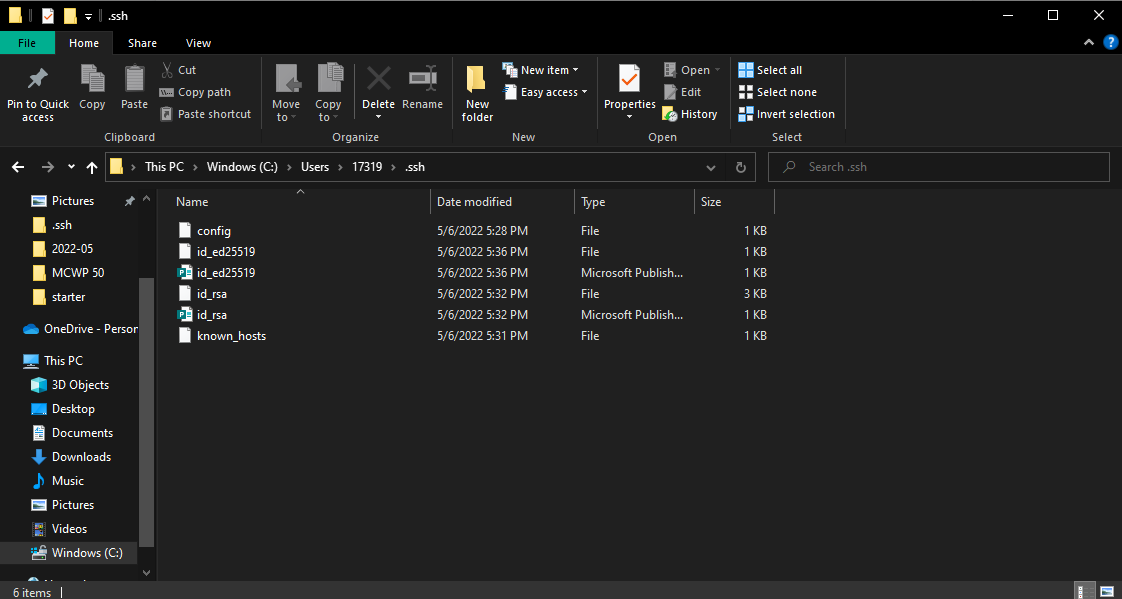 .ssh
File Home Share View
Pin to Quick access
Copy
Paste
Cut
Copy path
Paste shortcut
Clipboard
Move to
Copy to
Delete
Rename
Organize
New folder
New item
Easy access
New
Properties
Open
Edit
History
Open
Select all
Select none
Invert selection
Select
This PC > Windows (C:) > Users > 17319 > .ssh
Search .ssh
Pictures
.ssh
2022-05
MCWP 50
starter
OneDrive - Person
This PC
3D Objects
Desktop
Documents
Downloads
Music
Pictures
Videos
Windows (C:)
Name Date modified Type Size
config 5/6/2022 5:28 PM File 1 KB
id_ed25519 5/6/2022 5:36 PM File 1 KB
id_ed25519 5/6/2022 5:36 PM Microsoft Publish... 1 KB
id_rsa 5/6/2022 5:32 PM File 3 KB
id_rsa 5/6/2022 5:32 PM Microsoft Publish... 1 KB
known_hosts 5/6/2022 5:31 PM File 1 KB
6 items